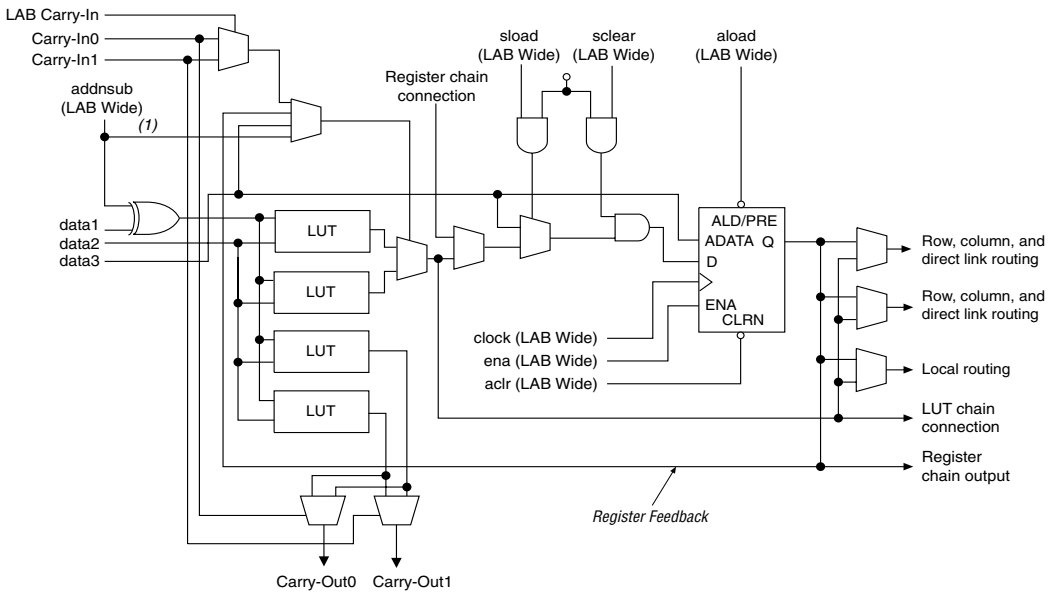 LAB Carry-In
Carry-In0
Carry-In1
addnsub
(LAB Wide)
(1)
data1
data2
data3
Register chain
connection
sload
(LAB Wide)
sclear
(LAB Wide)
aload
(LAB Wide)
LUT
LUT
LUT
LUT
ALD/PRE
ADATA Q
D
ENA
CLRN
clock (LAB Wide)
ena (LAB Wide)
aclr (LAB Wide)
Row, column, and
direct link routing
Row, column, and
direct link routing
Local routing
LUT chain
connection
Register
chain output
Register Feedback
Carry-Out0
Carry-Out1